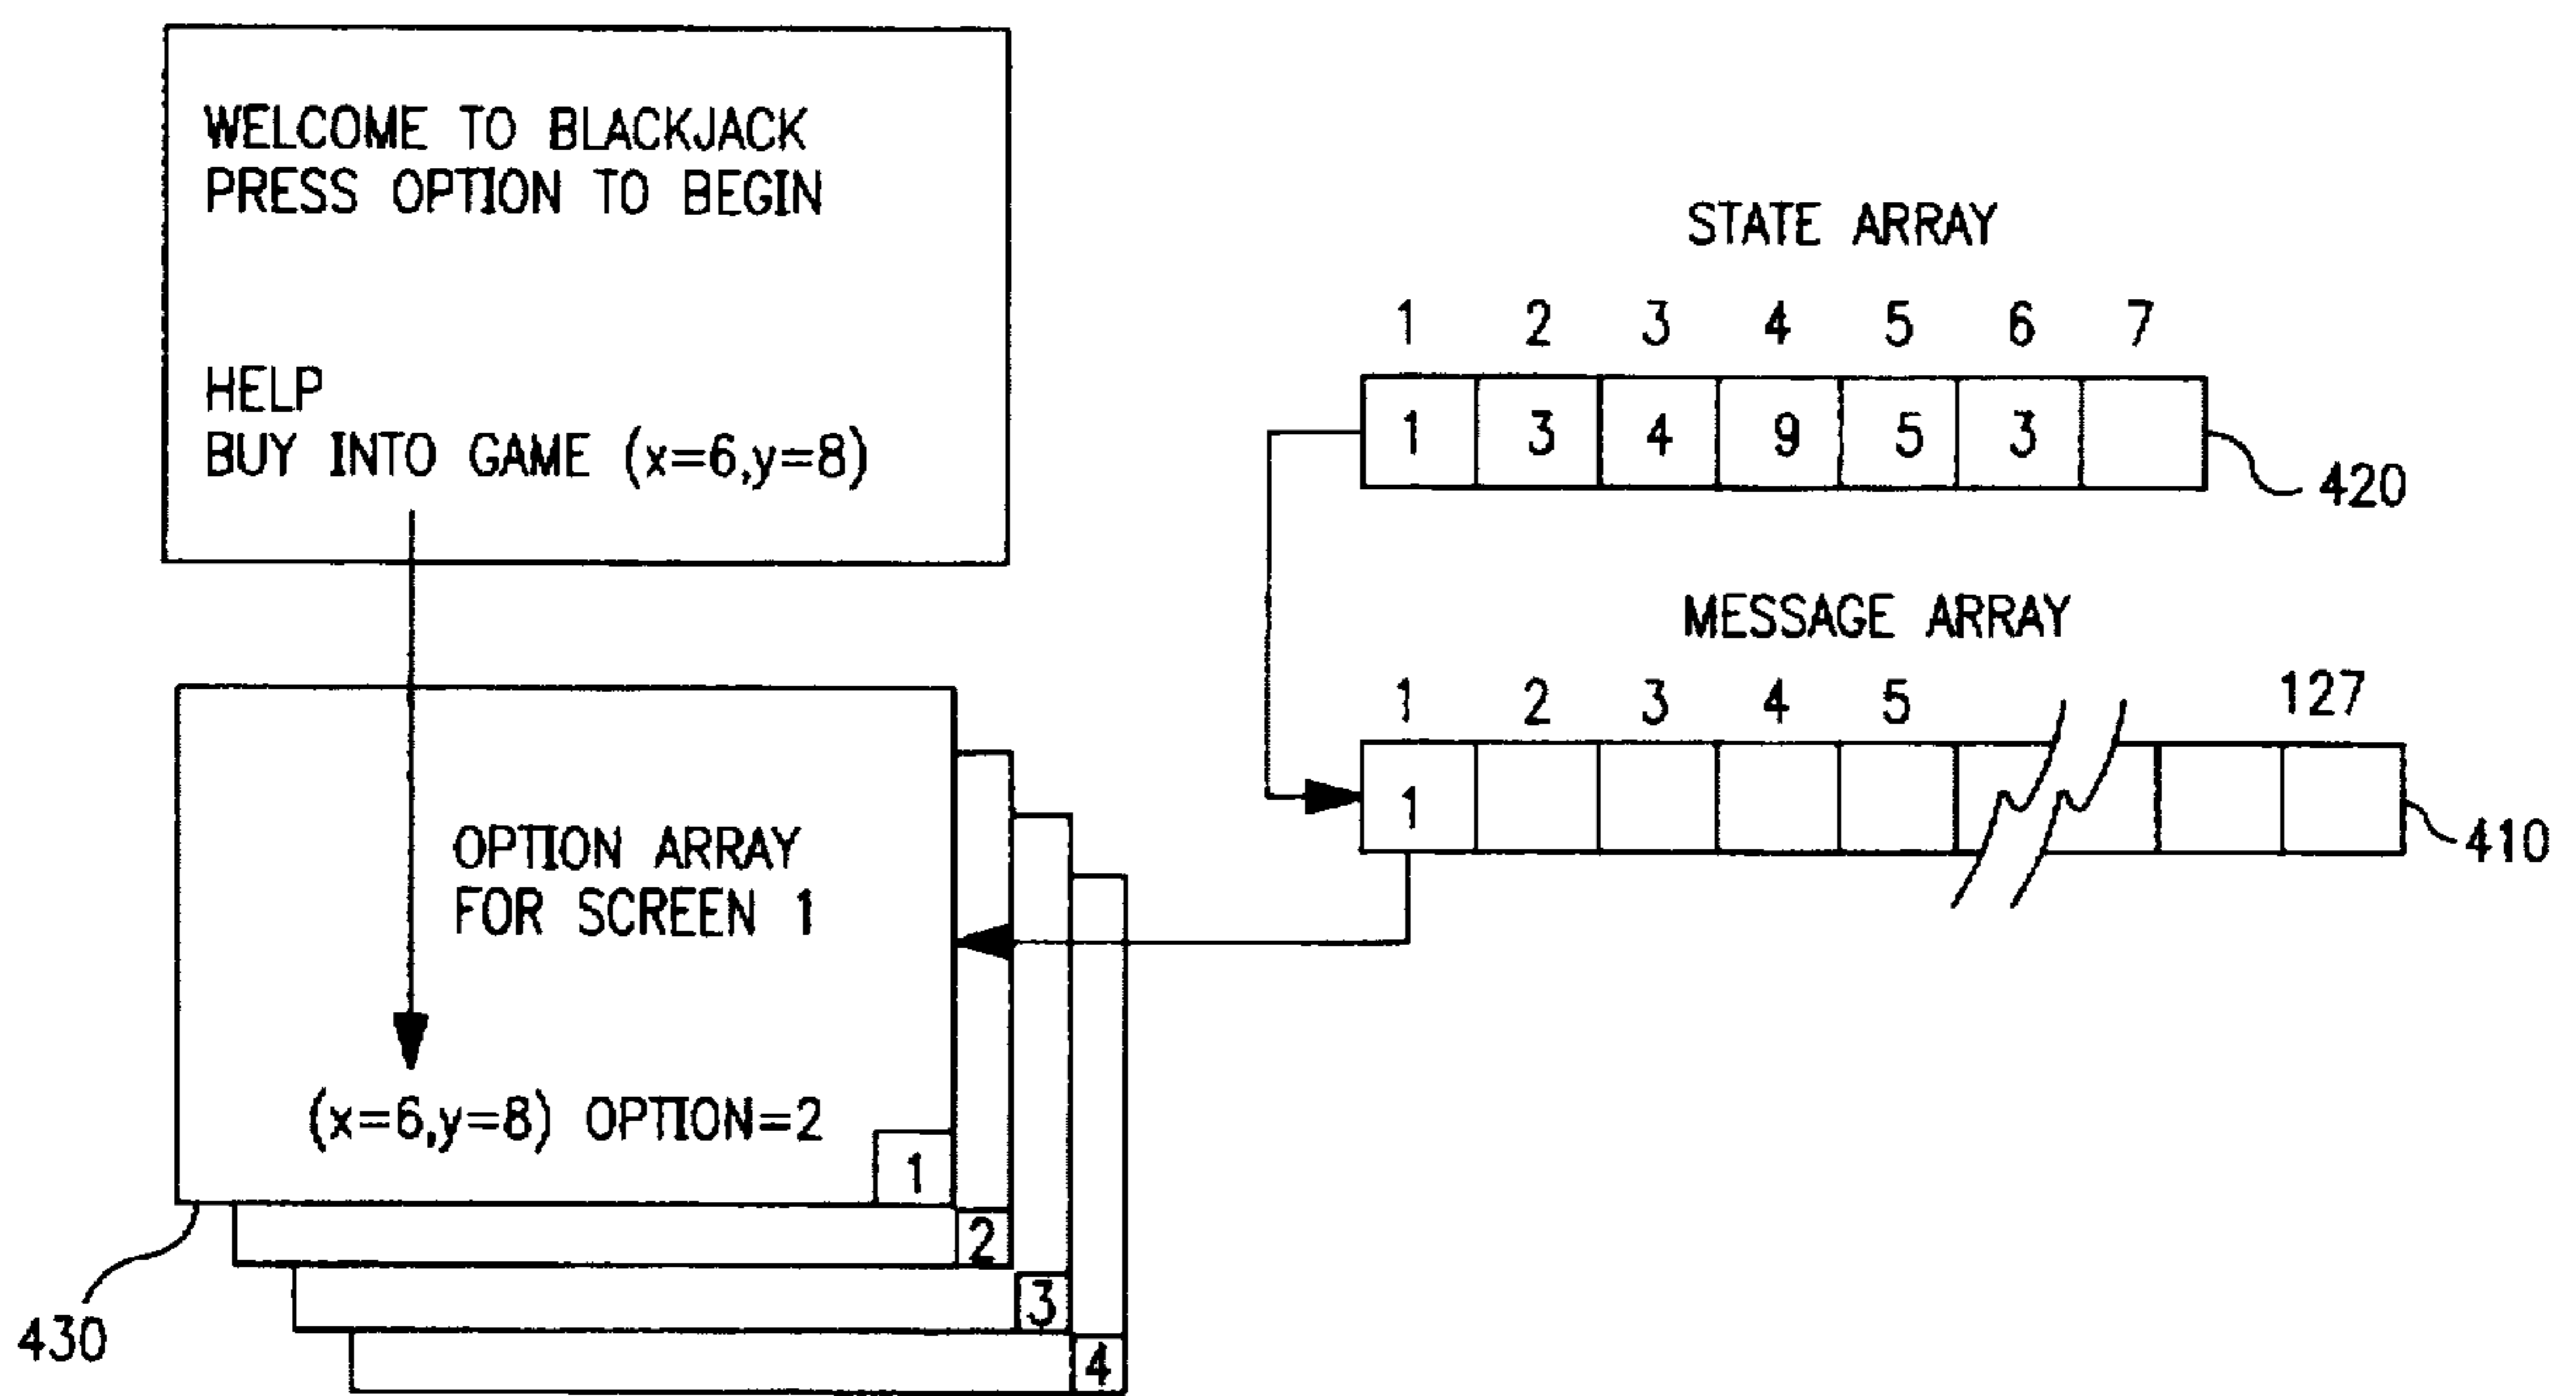 WELCOME TO BLACKJACK
PRESS OPTION TO BEGIN
HELP
BUY INTO GAME (x=6,y=8)
STATE ARRAY
1 2 3 4 5 6 7
1 3 4 9 5 3
420
MESSAGE ARRAY
1 2 3 4 5 127
1
410
OPTION ARRAY
FOR SCREEN 1
(x=6,y=8) OPTION=2
1
2
3
4
430